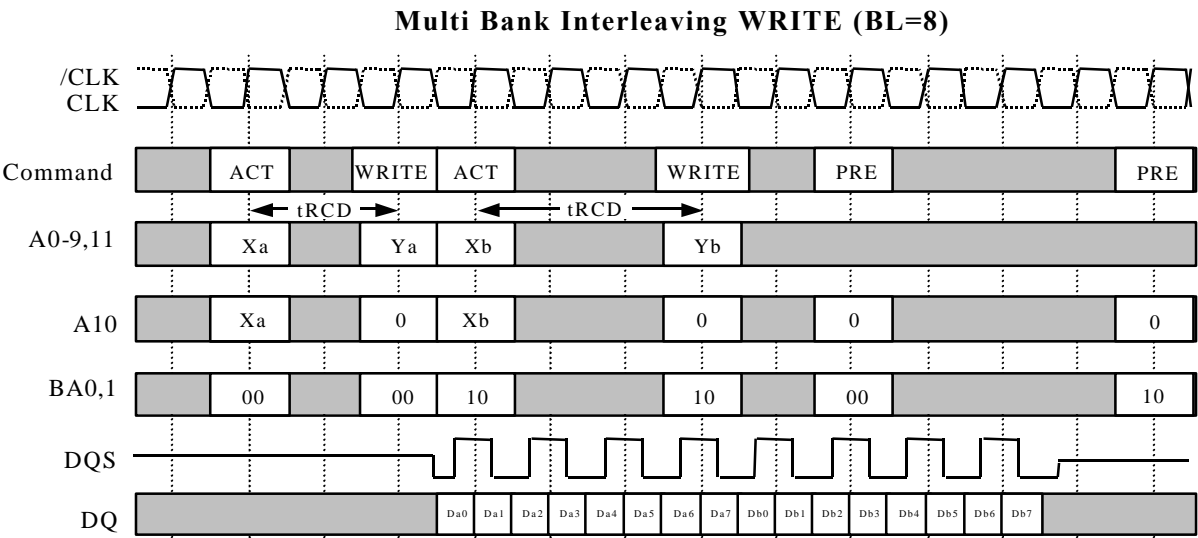 Multi Bank Interleaving WRITE (BL=8)
/CLK
CLK
Command ACT WRITE ACT WRITE PRE PRE
tRCD tRCD
A0-9,11 Xa Ya Xb Yb
A10 Xa 0 Xb 0 0 0
BA0,1 00 00 10 10 00 10
DQS
DQ Da0 Da1 Da2 Da3 Da4 Da5 Da6 Da7 Db0 Db1 Db2 Db3 Db4 Db5 Db6 Db7